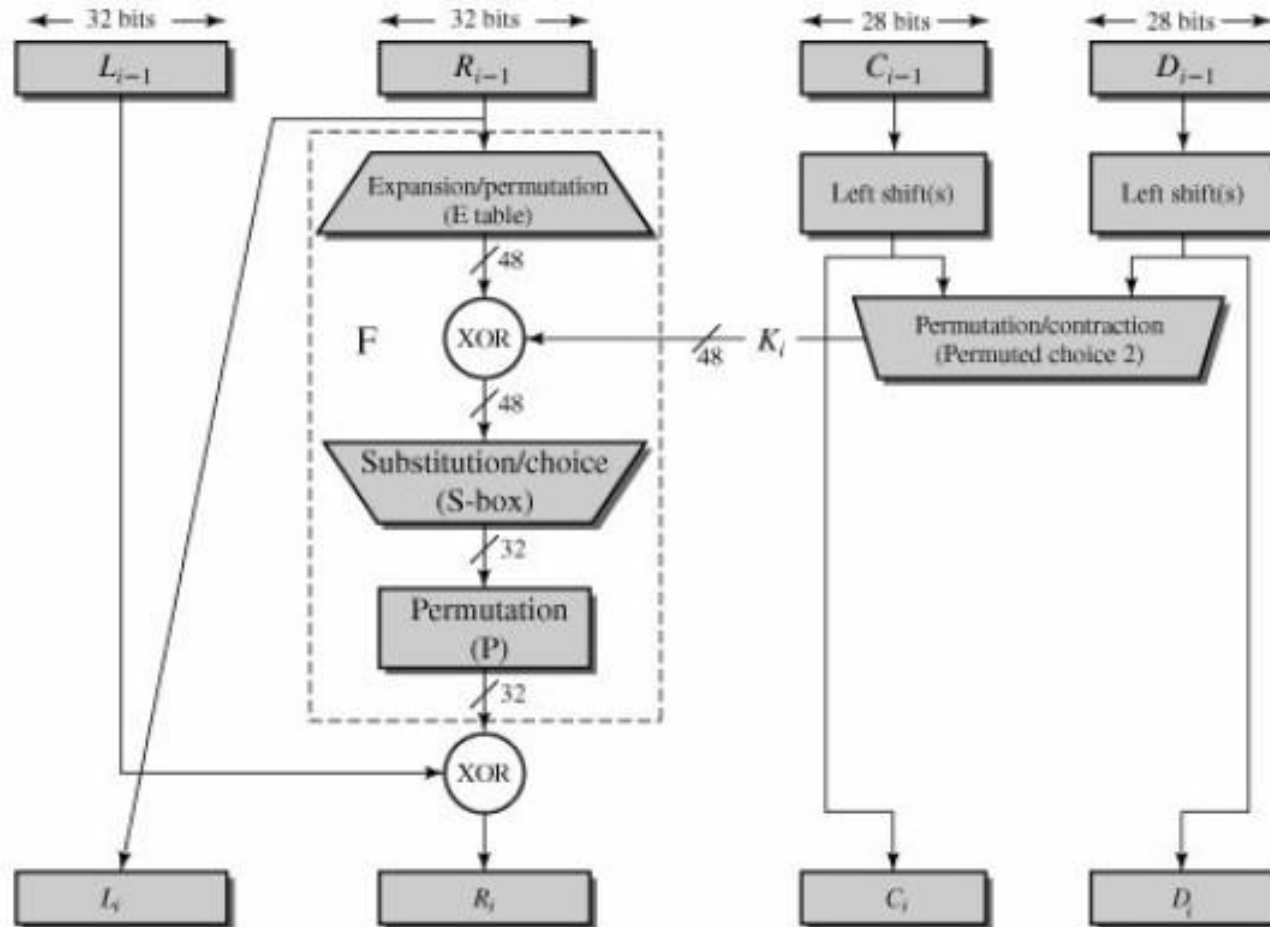 32 bits
32 bits
28 bits
28 bits
L_{i-1}
R_{i-1}
C_{i-1}
D_{i-1}
Expansion/permutation
(E table)
Left shift(s)
Left shift(s)
48
F
XOR
48
K_i
Permutation/contraction
(Permuted choice 2)
48
Substitution/choice
(S-box)
32
Permutation
(P)
32
XOR
L_i
R_i
C_i
D_i